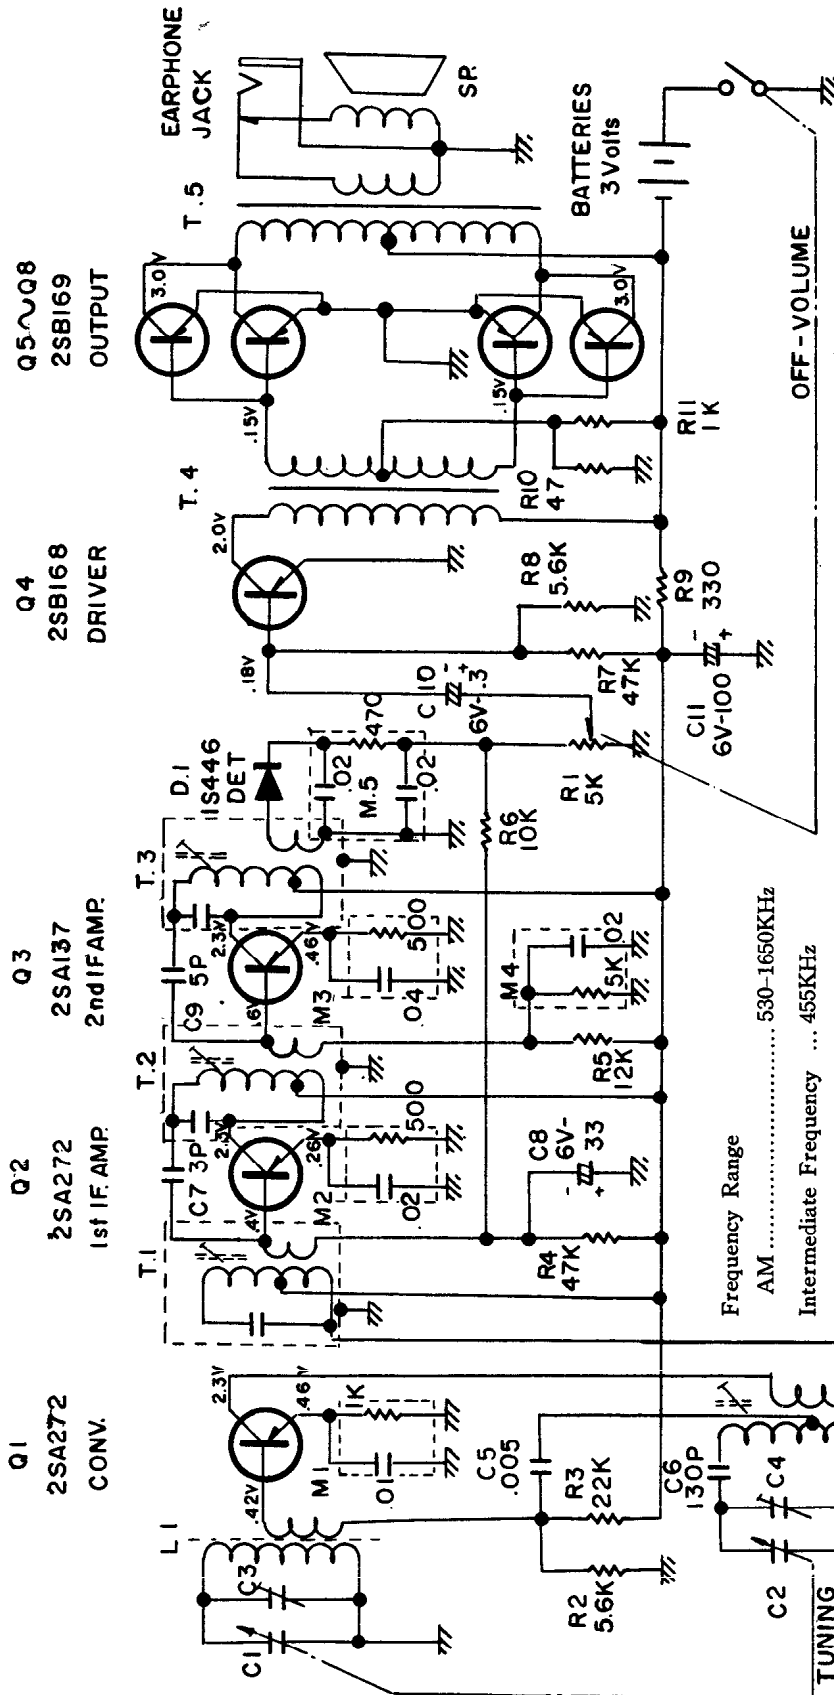 Q1
2SA272
CONV.
Q2
2SA272
1st IF. AMP.
Q3
2SA137
2nd IF AMP.
Q4
2SB168
DRIVER
Q5~Q8
2SB169
OUTPUT
EARPHONE
JACK
L1
T.1
T.2
T.3
D.1
1S446
DET
T.4
T.5
SP.
C1
C3
.42V
2.3V
.46V
M1
.01
1K
C7 3P
.4V
2.3V
.26V
M2
.02
500
C9 5P
.6V
2.3V
.46V
M3
.04
500
.02
M.5
470
.02
.18V
2.0V
C10
6V-.3
.15V
3.0V
.15V
3.0V
BATTERIES
3Volts
R2
5.6K
C5
.005
R3
22K
R4
47K
C8
6V-
33
M4
5K
.02
R5
12K
R6
10K
R1
5K
R7
47K
R8
5.6K
R9
330
R10
47
R11
1K
C11
6V-100
OFF-VOLUME
C6
130P
C2
C4
TUNING
Frequency Range
AM .......................... 530-1650KHz
Intermediate Frequency ... 455KHz